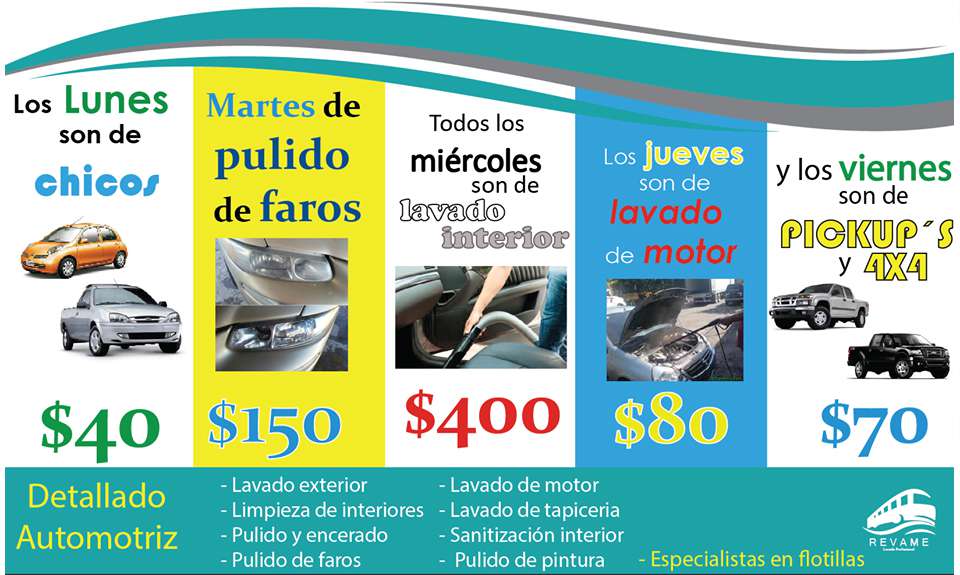 Los Lunes
son de
chicos
$40
Martes de
pulido
de faros
$150
Todos los
miércoles
son de
lavado
interior
$400
Los jueves
son de
lavado
de motor
$80
y los viernes
son de
PICKUP´S
y 4X4
$70
Detallado
Automotriz
- Lavado exterior
- Limpieza de interiores
- Pulido y encerado
- Pulido de faros
- Lavado de motor
- Lavado de tapiceria
- Sanitización interior
- Pulido de pintura
- Especialistas en flotillas
REVAME
Lavado Profesional